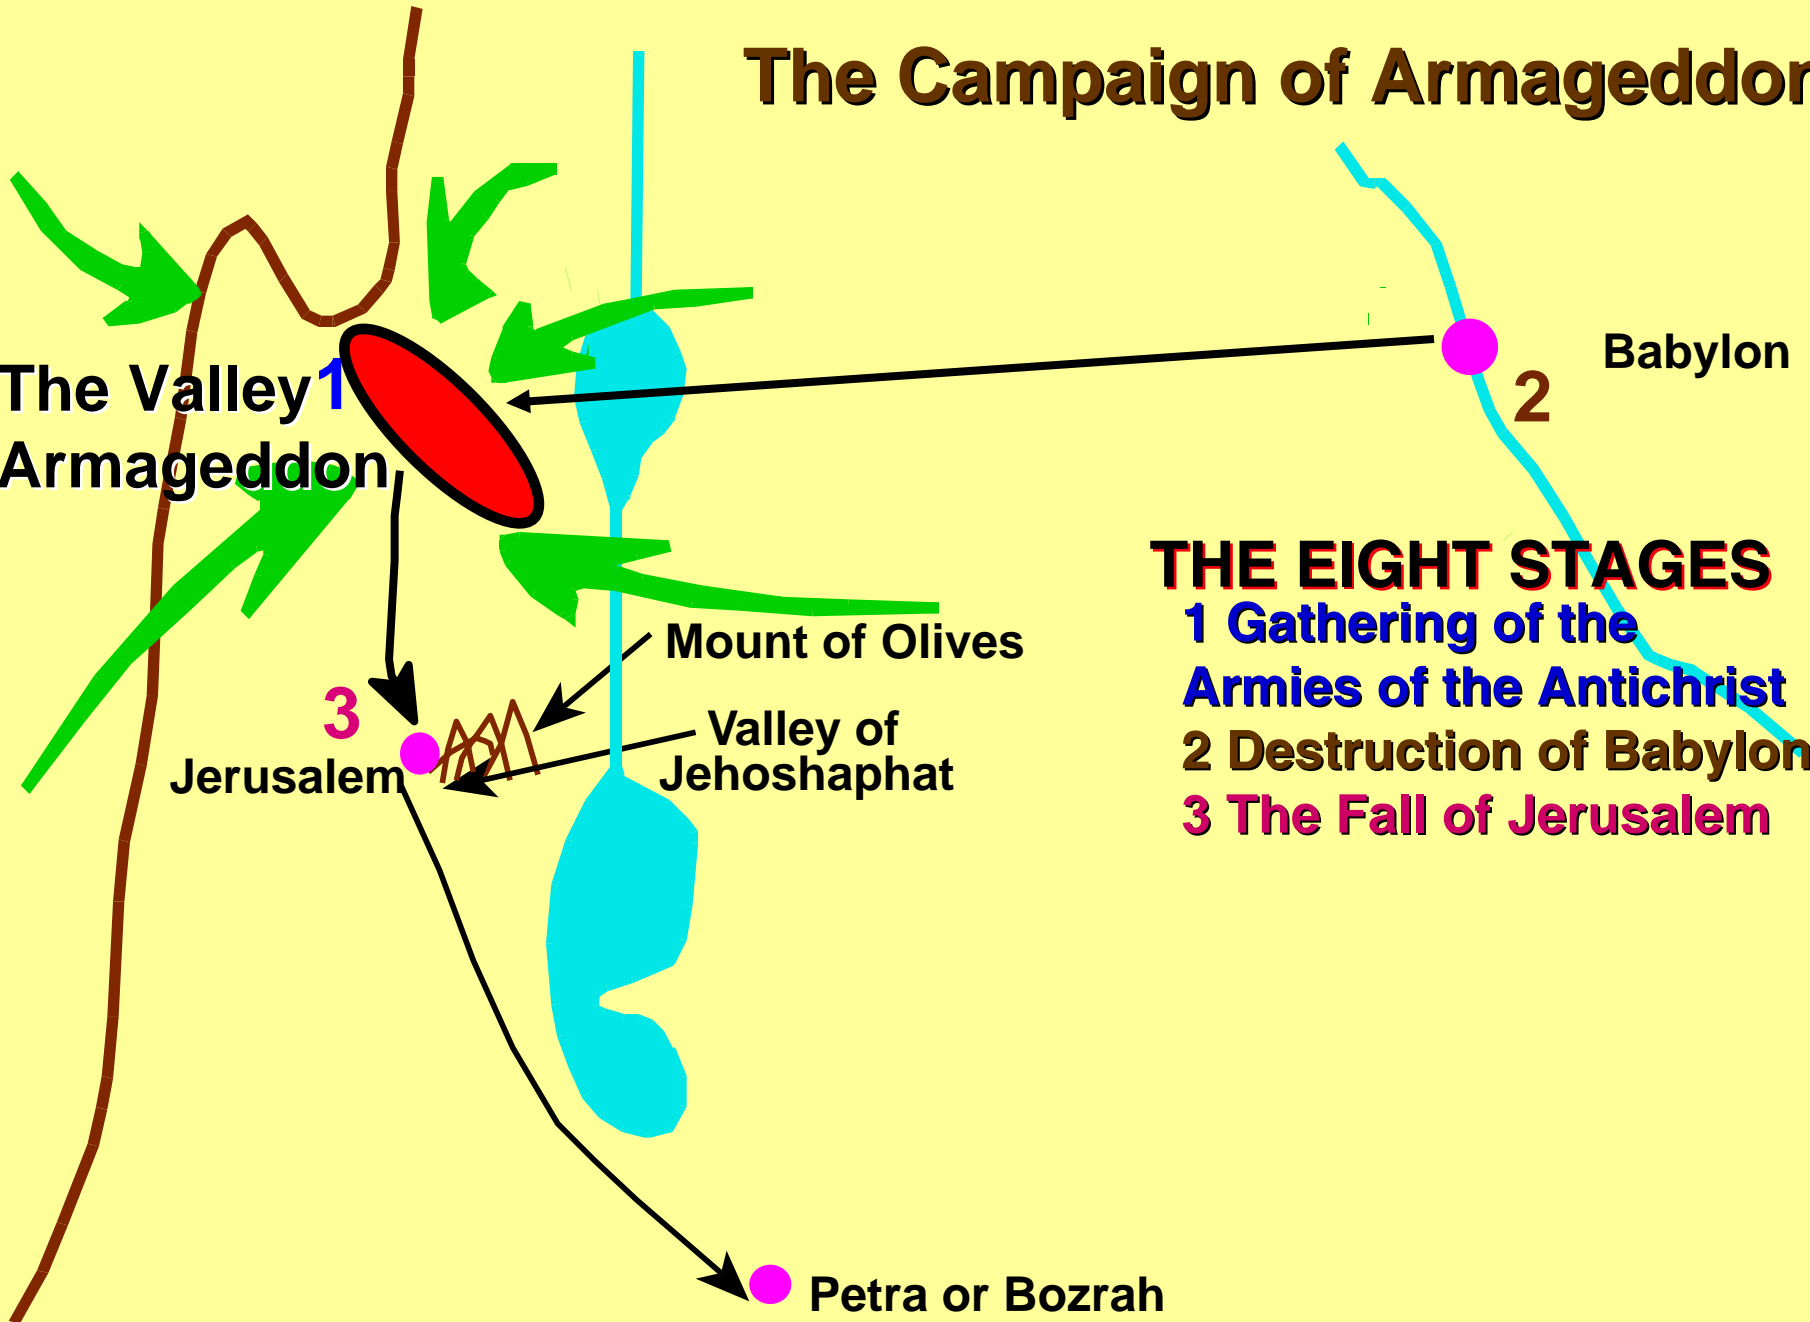 The Campaign of Armageddon
Babylon
The Valley 1
Armageddon
2
THE EIGHT STAGES
1 Gathering of the
Armies of the Antichrist
2 Destruction of Babylon
3 The Fall of Jerusalem
Mount of Olives
3
Valley of
Jehoshaphat
Jerusalem
Petra or Bozrah